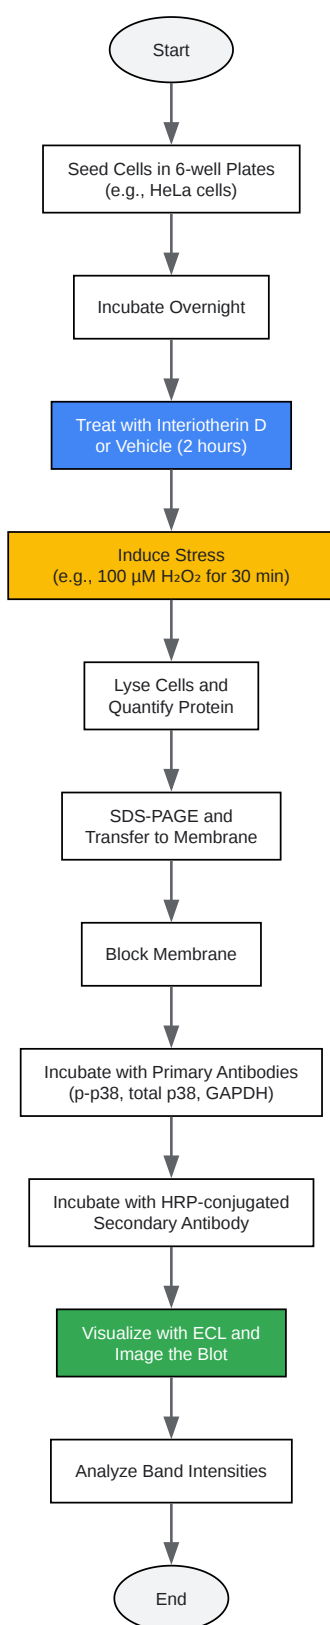 Start
Seed Cells in 6-well Plates
(e.g., HeLa cells)
Incubate Overnight
Treat with Interiotherin D
or Vehicle (2 hours)
Induce Stress
(e.g., 100 µM H₂O₂ for 30 min)
Lyse Cells and
Quantify Protein
SDS-PAGE and
Transfer to Membrane
Block Membrane
Incubate with Primary Antibodies
(p-p38, total p38, GAPDH)
Incubate with HRP-conjugated
Secondary Antibody
Visualize with ECL and
Image the Blot
Analyze Band Intensities
End